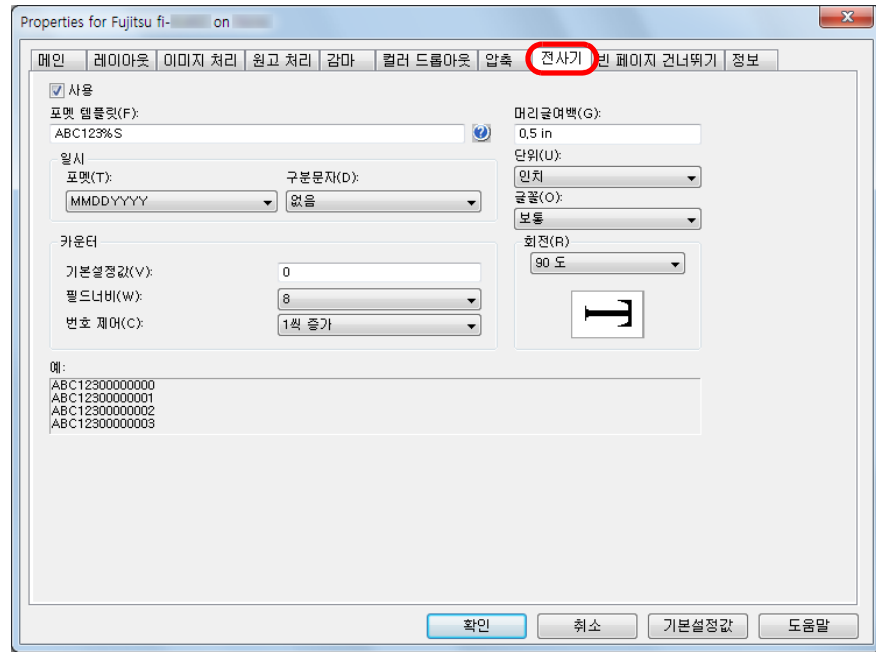 Properties for Fujitsu fi- on
메인 레이아웃 이미지 처리 원고 처리 감마 컬러 드롭아웃 압축 전사기 빈 페이지 건너뛰기 정보
사용
포멧 템플릿(F):
ABC123%S
머리글여백(G):
0.5 in
일시
포멧(T):
구분문자(D):
MMDDYYYY
없음
단위(U):
인치
글꼴(O):
보통
카운터
기본설정값(V):
0
필드너비(W):
8
번호 제어(C):
1씩 증가
회전(R)
90 도
예:
ABC12300000000
ABC12300000001
ABC12300000002
ABC12300000003
확인 취소 기본설정값 도움말